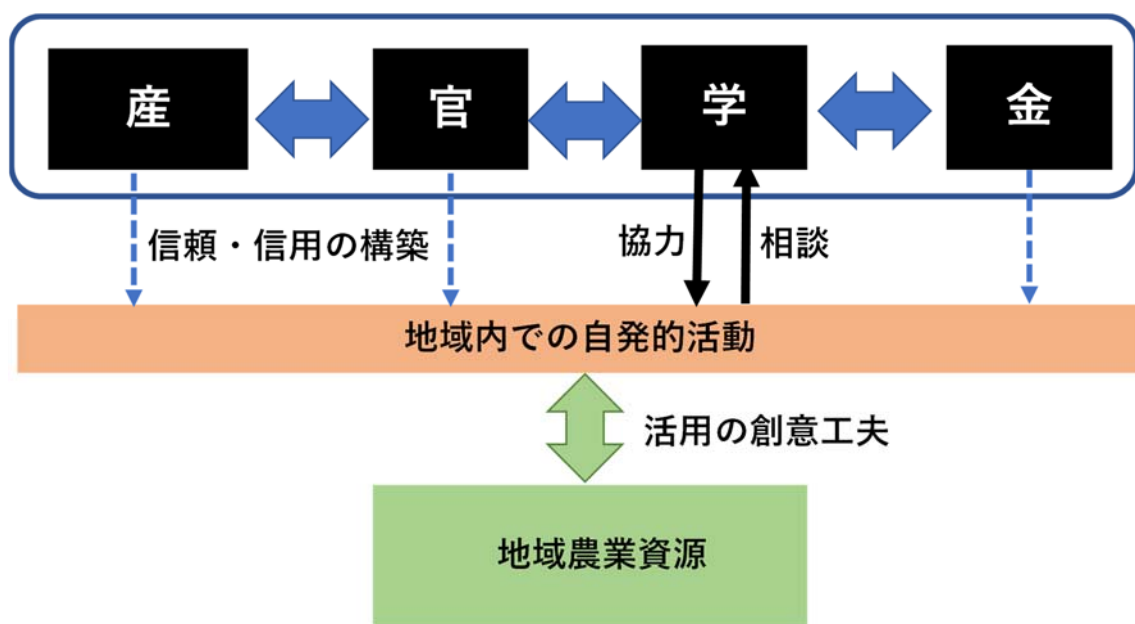 産
官
学
金
信頼・信用の構築
協力
相談
地域内での自発的活動
活用の創意工夫
地域農業資源